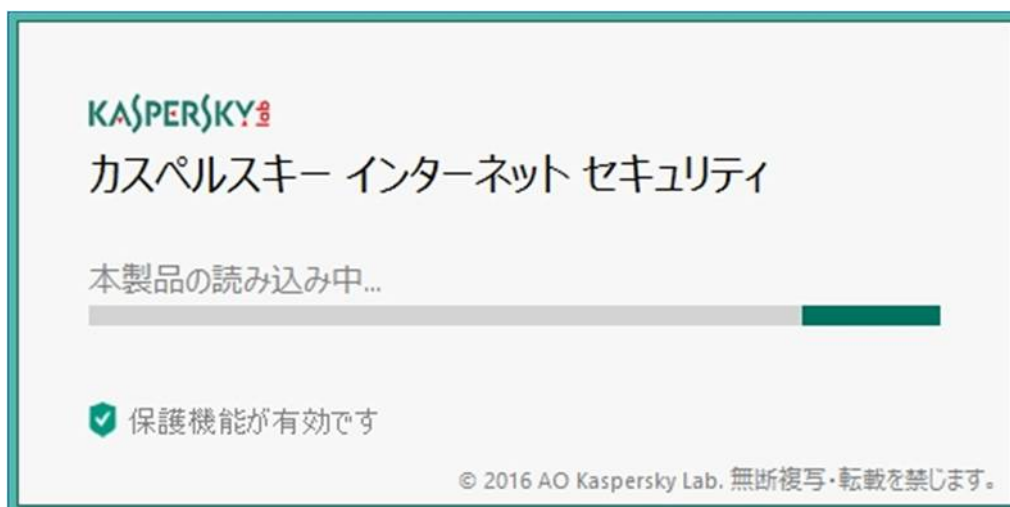 KASPERSKY lab
カスペルスキー インターネット セキュリティ
本製品の読み込み中...
保護機能が有効です
© 2016 AO Kaspersky Lab. 無断複写・転載を禁じます。